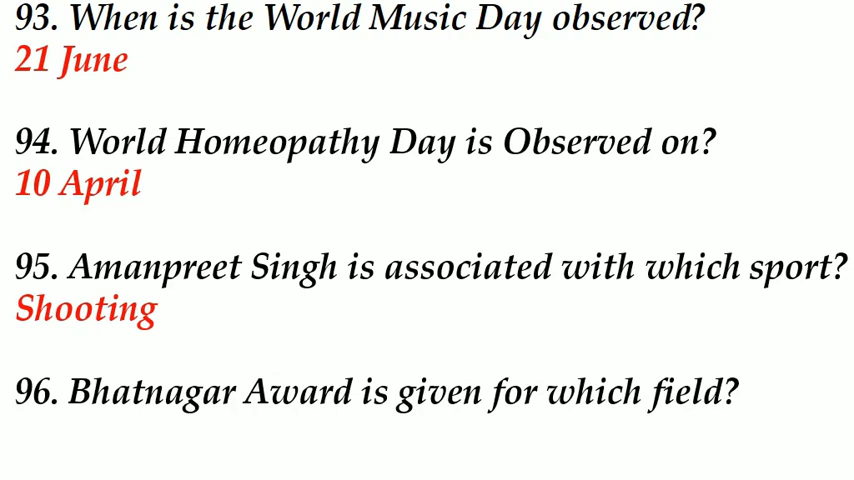 93. When is the World Music Day observed?
21 June
94. World Homeopathy Day is Observed on?
10 April
95. Amanpreet Singh is associated with which sport?
Shooting
96. Bhatnagar Award is given for which field?